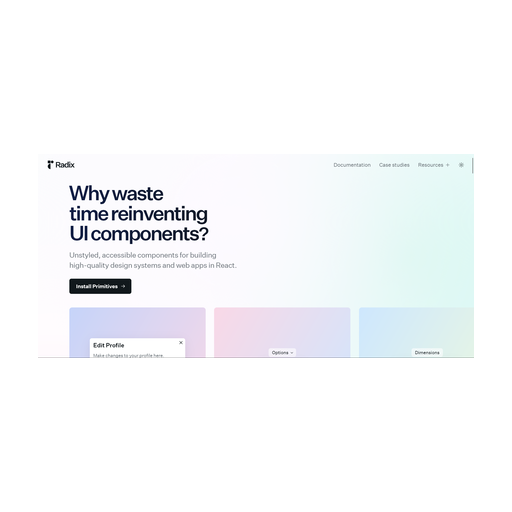 Radix
Documentation
Case studies
Resources
Why waste
time reinventing
UI components?
Unstyled, accessible components for building
high-quality design systems and web apps in React.
Install Primitives →
Edit Profile
Make changes to your profile here
Options
Dimensions